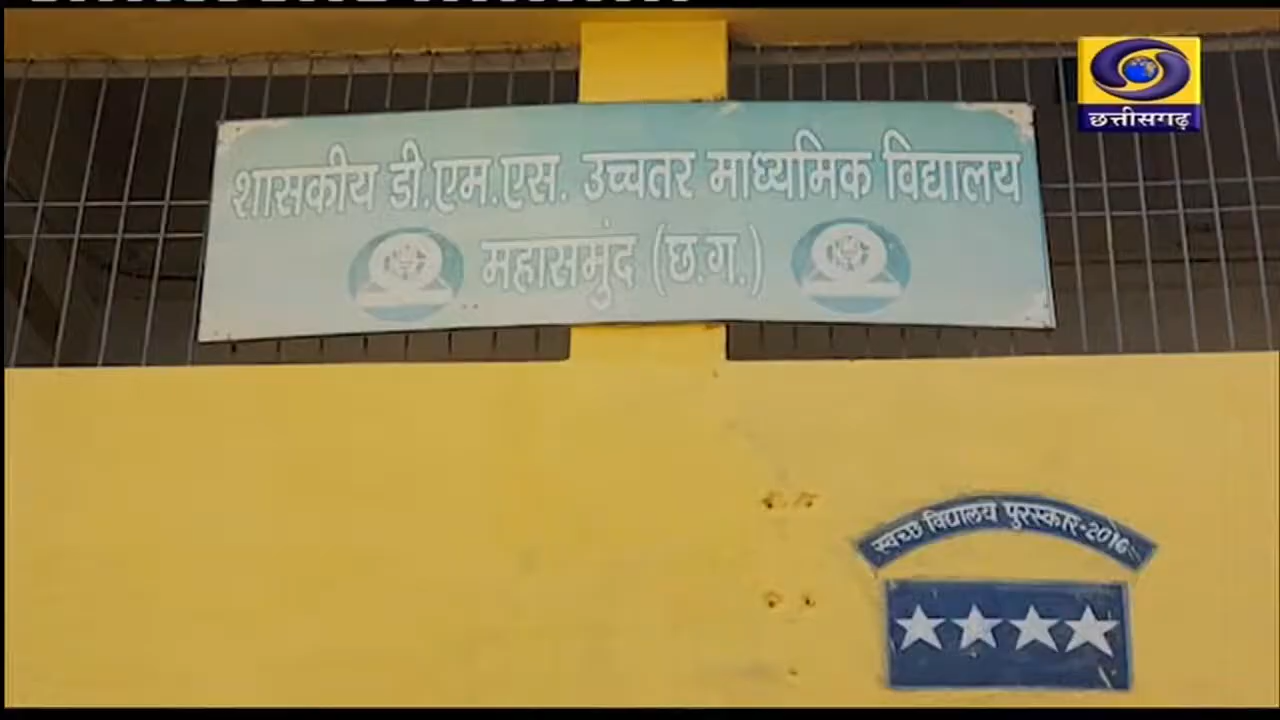 छत्तीसगढ़
शासकीय डी.एम.एस. उच्चतर माध्यमिक विद्यालय
महासमुंद (छ.ग.)
स्वच्छ विद्यालय पुरस्कार-2016